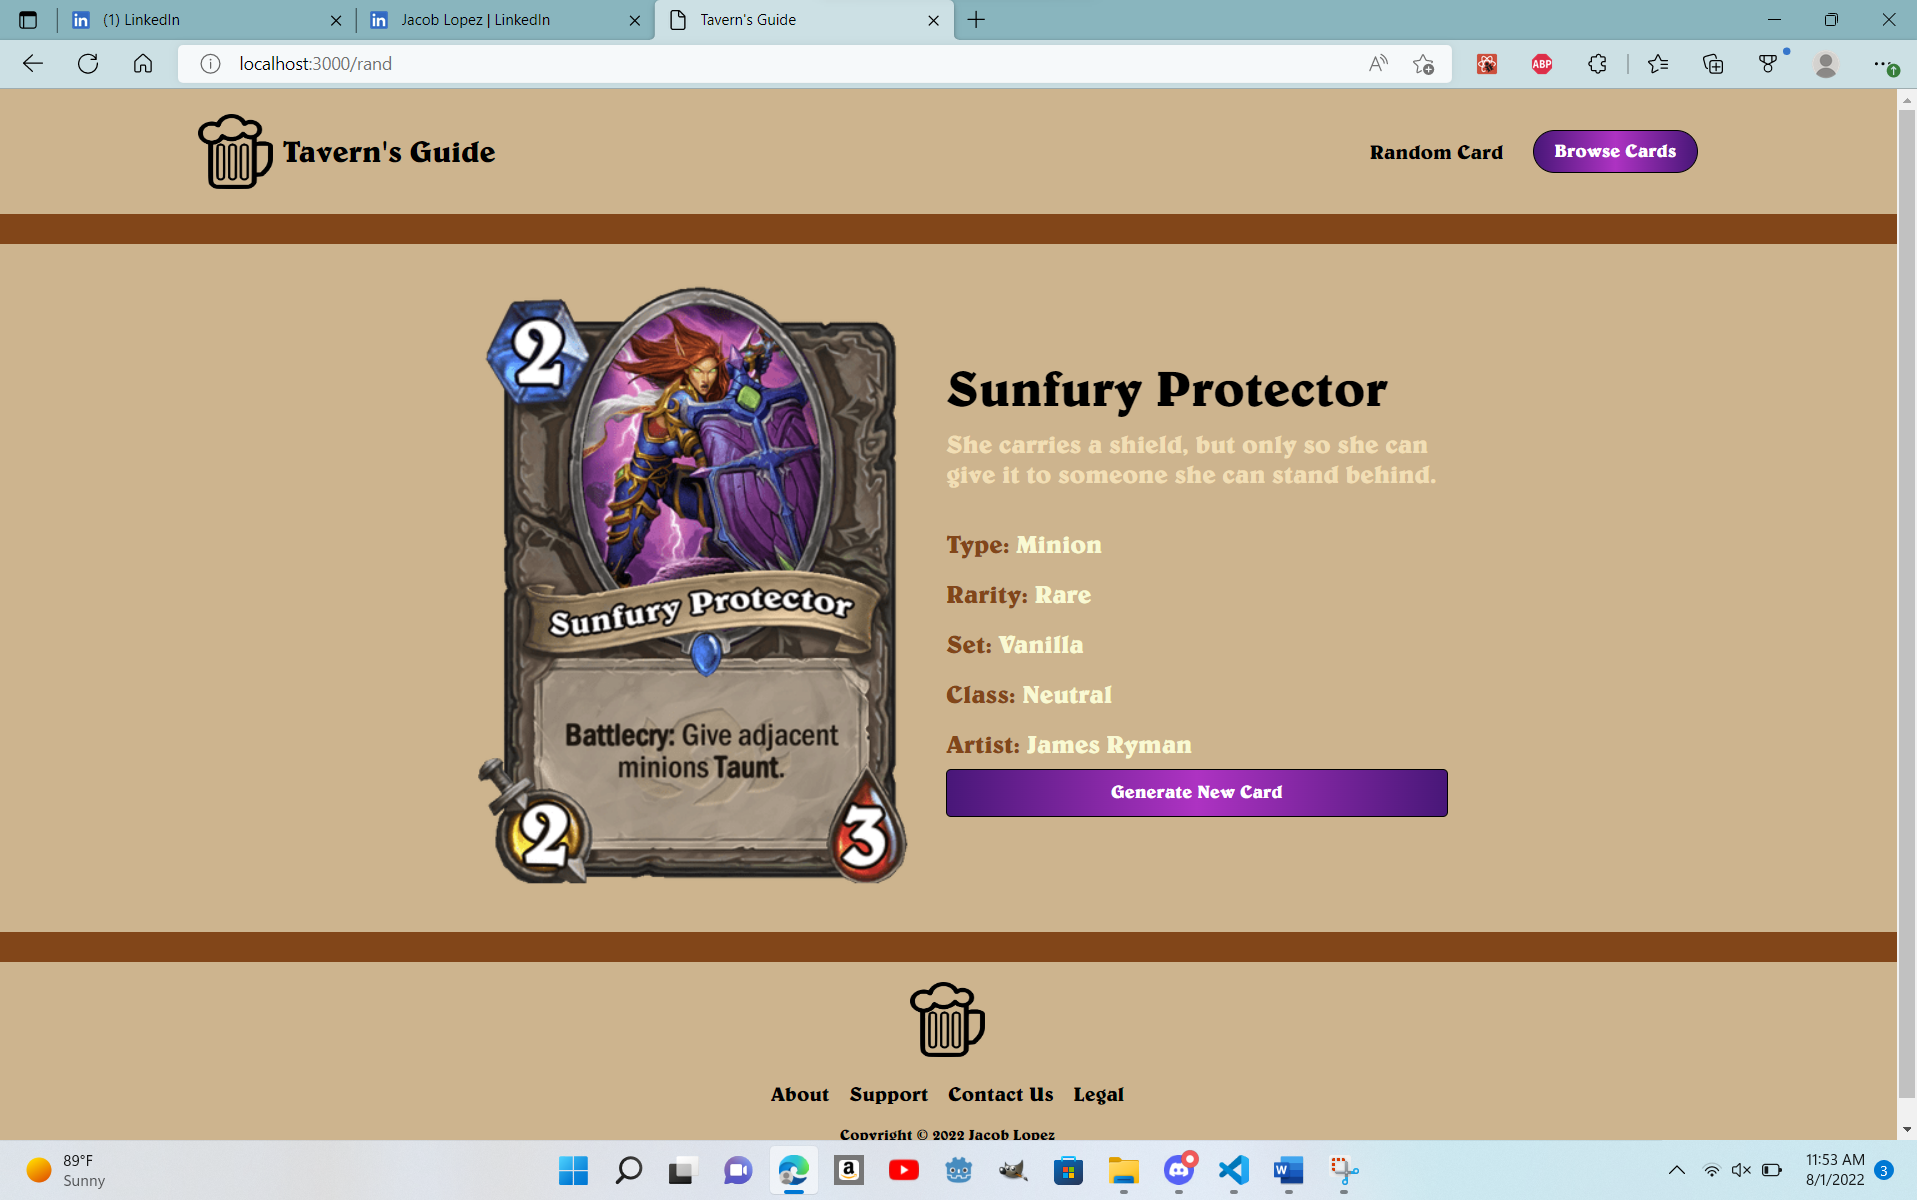 (1) LinkedIn
Jacob Lopez | LinkedIn
Tavern's Guide
localhost:3000/rand
ABP
Tavern's Guide
Random Card
Browse Cards
2
Sunfury Protector
Battlecry: Give adjacent
minions Taunt.
2
3
Sunfury Protector
She carries a shield, but only so she can
give it to someone she can stand behind.
Type: Minion
Rarity: Rare
Set: Vanilla
Class: Neutral
Artist: James Ryman
Generate New Card
About Support Contact Us Legal
Copyright © 2022 Jacob Lopez
89°F
Sunny
11:53 AM
8/1/2022
3